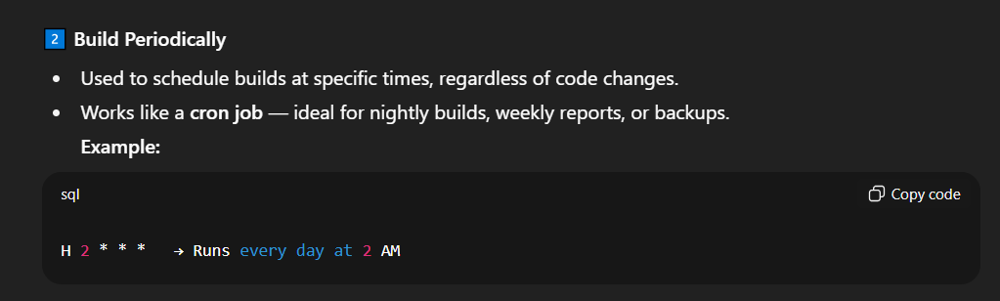 2 Build Periodically
• Used to schedule builds at specific times, regardless of code changes.
• Works like a cron job — ideal for nightly builds, weekly reports, or backups.
Example:
sql
Copy code
H 2 * * * → Runs every day at 2 AM